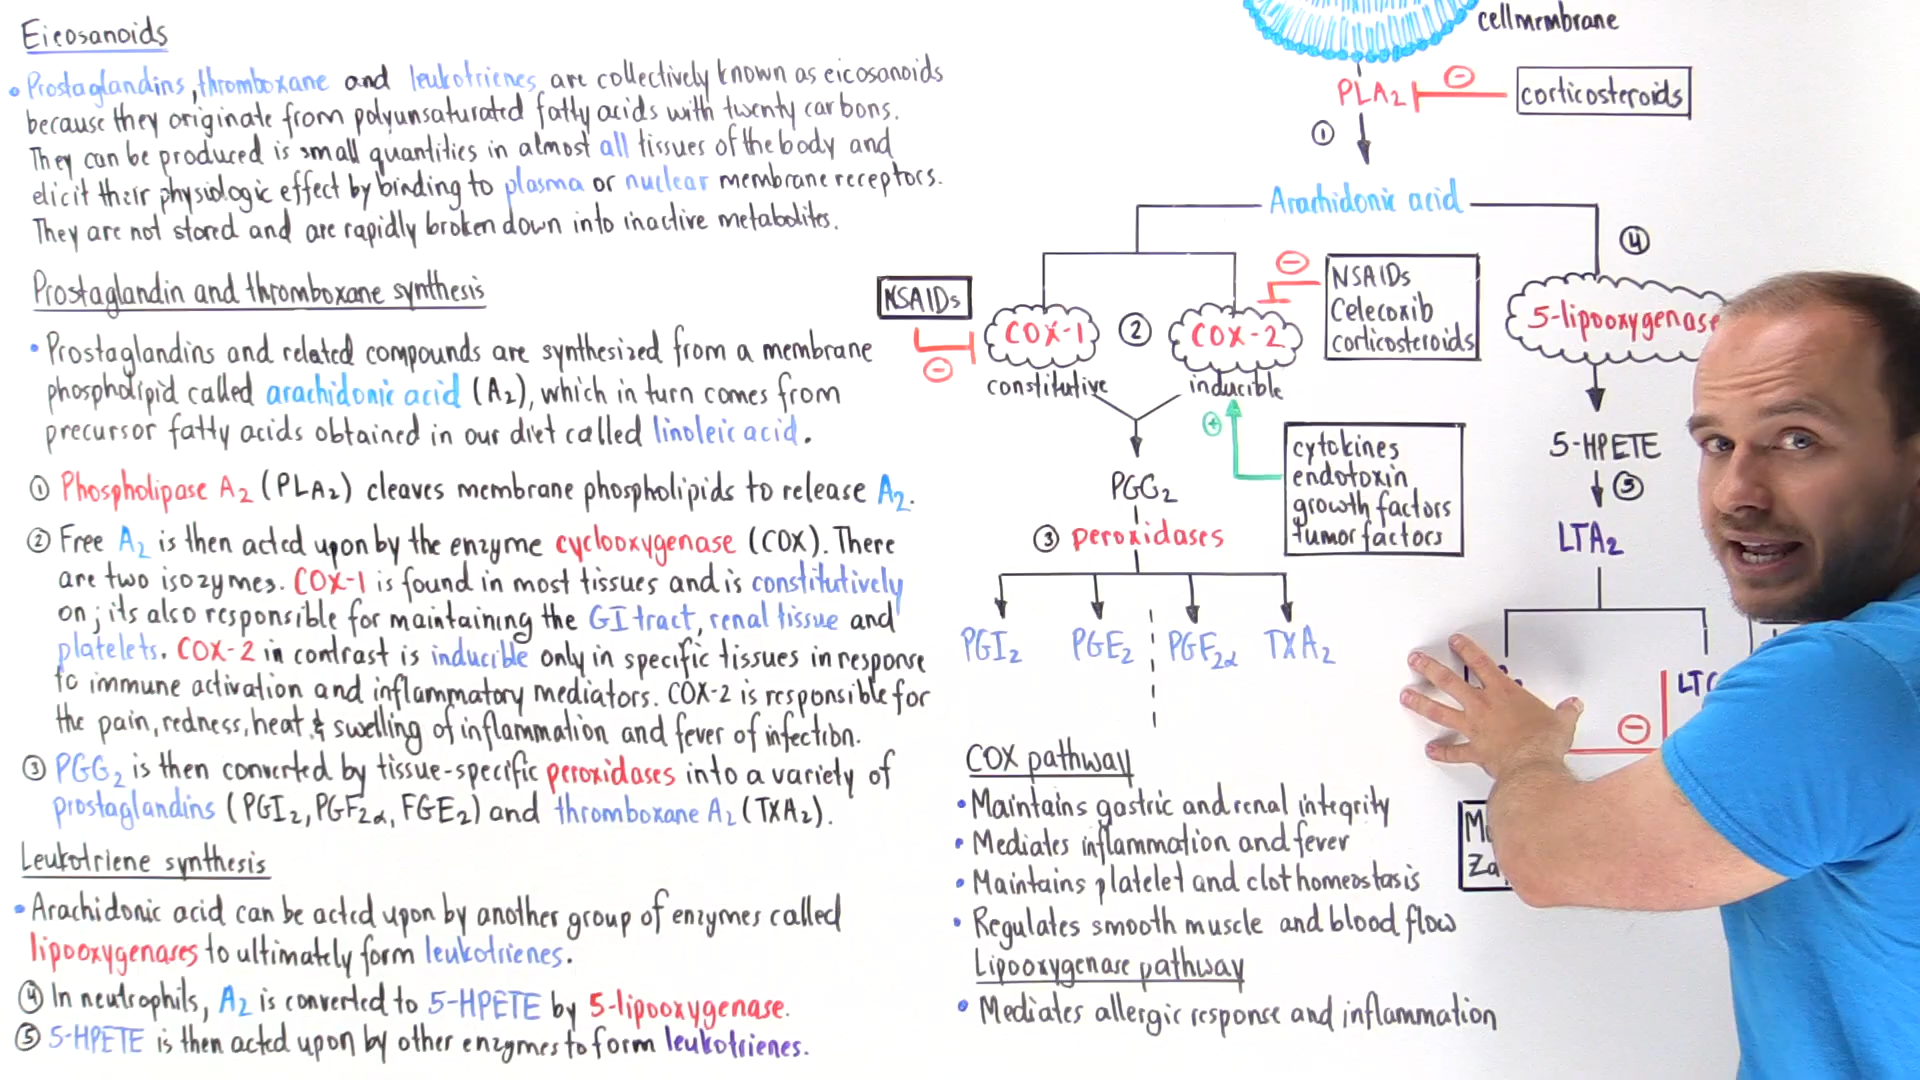 Eicosanoids
• Prostaglandins, thromboxane and leukotrienes are collectively known as eicosanoids
because they originate from polyunsaturated fatty acids with twenty carbons.
They can be produced is small quantities in almost all tissues of the body and
elicit their physiologic effect by binding to plasma or nuclear membrane receptors.
They are not stored and are rapidly broken down into inactive metabolites.
Prostaglandin and thromboxane synthesis
• Prostaglandins and related compounds are synthesized from a membrane
phospholipid called arachidonic acid (A2), which in turn comes from
precursor fatty acids obtained in our diet called linoleic acid.
① Phospholipase A2 (PLA2) cleaves membrane phospholipids to release A2.
② Free A2 is then acted upon by the enzyme cyclooxygenase (COX). There
are two isozymes. COX-1 is found in most tissues and is constitutively
on; its also responsible for maintaining the GI tract, renal tissue and
platelets. COX-2 in contrast is inducible only in specific tissues in response
to immune activation and inflammatory mediators. COX-2 is responsible for
the pain, redness, heat & swelling of inflammation and fever of infection.
③ PGG2 is then converted by tissue-specific peroxidases into a variety of
prostaglandins (PGI2, PGF2α, FGE2) and thromboxane A2 (TXA2).
Leukotriene synthesis
• Arachidonic acid can be acted upon by another group of enzymes called
lipooxygenases to ultimately form leukotrienes.
④ In neutrophils, A2 is converted to 5-HPETE by 5-lipooxygenase.
⑤ 5-HPETE is then acted upon by other enzymes to form leukotrienes.
cell membrane
PLA2 ⊖ corticosteroids
①
Arachidonic acid
④
NSAIDs
⊖
COX-1
constitutive
②
COX-2
inducible
⊖
NSAIDs
Celecoxib
corticosteroids
⊕
cytokines
endotoxin
growth factors
tumor factors
PGG2
③ peroxidases
PGI2 PGE2 PGF2α TXA2
5-lipooxygenase
5-HPETE
⑤
LTA2
⊖
COX pathway
• Maintains gastric and renal integrity
• Mediates inflammation and fever
• Maintains platelet and clot homeostasis
• Regulates smooth muscle and blood flow
Lipooxygenase pathway
• Mediates allergic response and inflammation